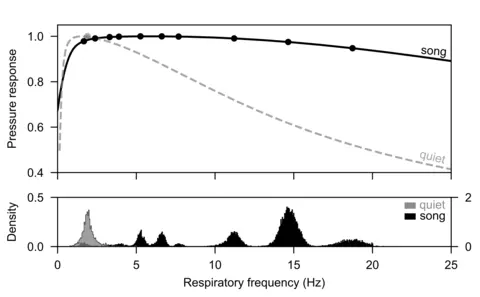 Pressure response
1.0
0.8
0.6
0.4
song
quiet
Density
0.5
0.0
quiet
song
2
0
0 5 10 15 20 25
Respiratory frequency (Hz)